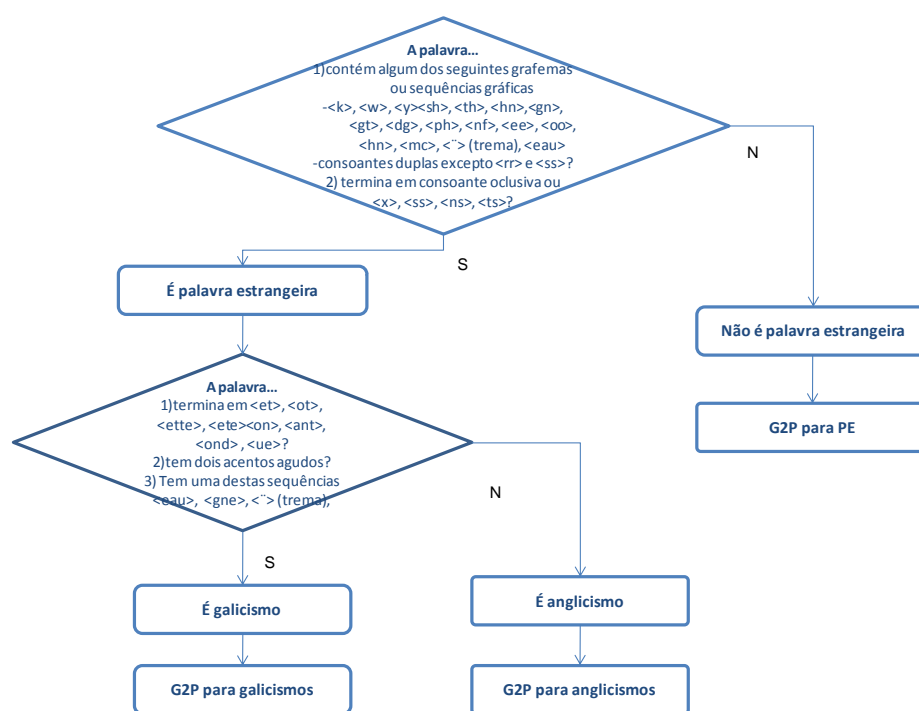 A palavra...
1)contém algum dos seguintes grafemas
ou sequências gráficas
-<k>, <w>, <y><sh>, <th>, <hn>,<gn>,
<gt>, <dg>, <ph>, <nf>, <ee>, <oo>,
<hn>, <mc>, <¨> (trema), <eau>
-consoantes duplas excepto <rr> e <ss>?
2) termina em consoante oclusiva ou
<x>, <ss>, <ns>, <ts>?
N
S
É palavra estrangeira
Não é palavra estrangeira
A palavra...
1)termina em <et>, <ot>,
<ette>, <ete><on>, <ant>,
<ond> , <ue>?
2)tem dois acentos agudos?
3) Tem uma destas sequências
<eau>, <gne>, <¨> (trema),
G2P para PE
N
S
É galicismo
É anglicismo
G2P para galicismos
G2P para anglicismos